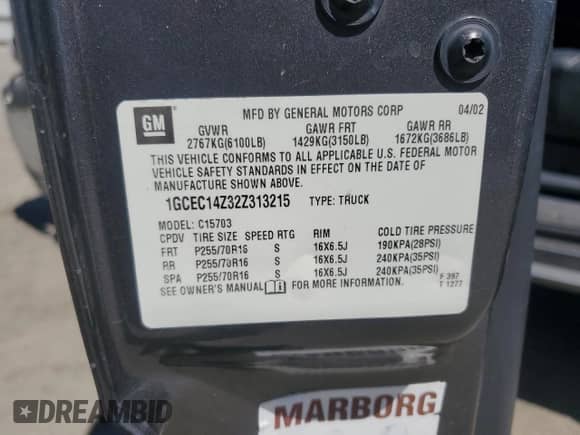 GM
MFD BY GENERAL MOTORS CORP 04/02
GVWR GAWR FRT GAWR RR
2767KG(6100LB) 1429KG(3150LB) 1672KG(3686LB)
THIS VEHICLE CONFORMS TO ALL APPLICABLE U.S. FEDERAL MOTOR
VEHICLE SAFETY STANDARDS IN EFFECT ON THE DATE OF
MANUFACTURE SHOWN ABOVE.
1GCEC14Z32Z313215 TYPE: TRUCK
MODEL: C15703
CPDV TIRE SIZE SPEED RTG RIM COLD TIRE PRESSURE
FRT P255/70R16 S 16X6.5J 190KPA(28PSI)
RR P255/70R16 S 16X6.5J 240KPA(35PSI)
SPA P255/70R16 S 16X6.5J 240KPA(35PSI)
SEE OWNER'S MANUAL FOR MORE INFORMATION.
F 397
T 1277
MARBORG
DREAMBID
dreambid.com